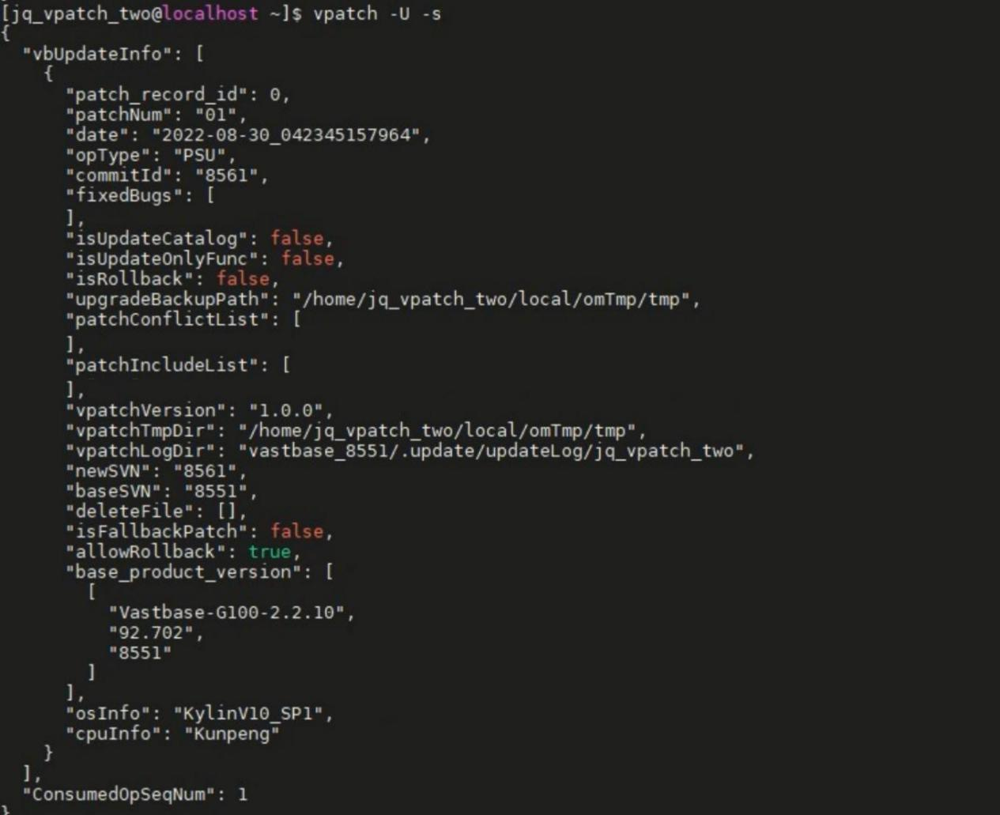 [jq_vpatch_two@localhost ~]$ vpatch -U -s
{
  "vbUpdateInfo": [
    {
      "patch_record_id": 0,
      "patchNum": "01",
      "date": "2022-08-30_042345157964",
      "opType": "PSU",
      "commitId": "8561",
      "fixedBugs": [
      ],
      "isUpdateCatalog": false,
      "isUpdateOnlyFunc": false,
      "isRollback": false,
      "upgradeBackupPath": "/home/jq_vpatch_two/local/omTmp/tmp",
      "patchConflictList": [
      ],
      "patchIncludeList": [
      ],
      "vpatchVersion": "1.0.0",
      "vpatchTmpDir": "/home/jq_vpatch_two/local/omTmp/tmp",
      "vpatchLogDir": "vastbase_8551/.update/updateLog/jq_vpatch_two",
      "newSVN": "8561",
      "baseSVN": "8551",
      "deleteFile": [],
      "isFallbackPatch": false,
      "allowRollback": true,
      "base_product_version": [
        [
          "Vastbase-G100-2.2.10",
          "92.702",
          "8551"
        ]
      ],
      "osInfo": "KylinV10_SP1",
      "cpuInfo": "Kunpeng"
    }
  ],
  "ConsumedOpSeqNum": 1
}